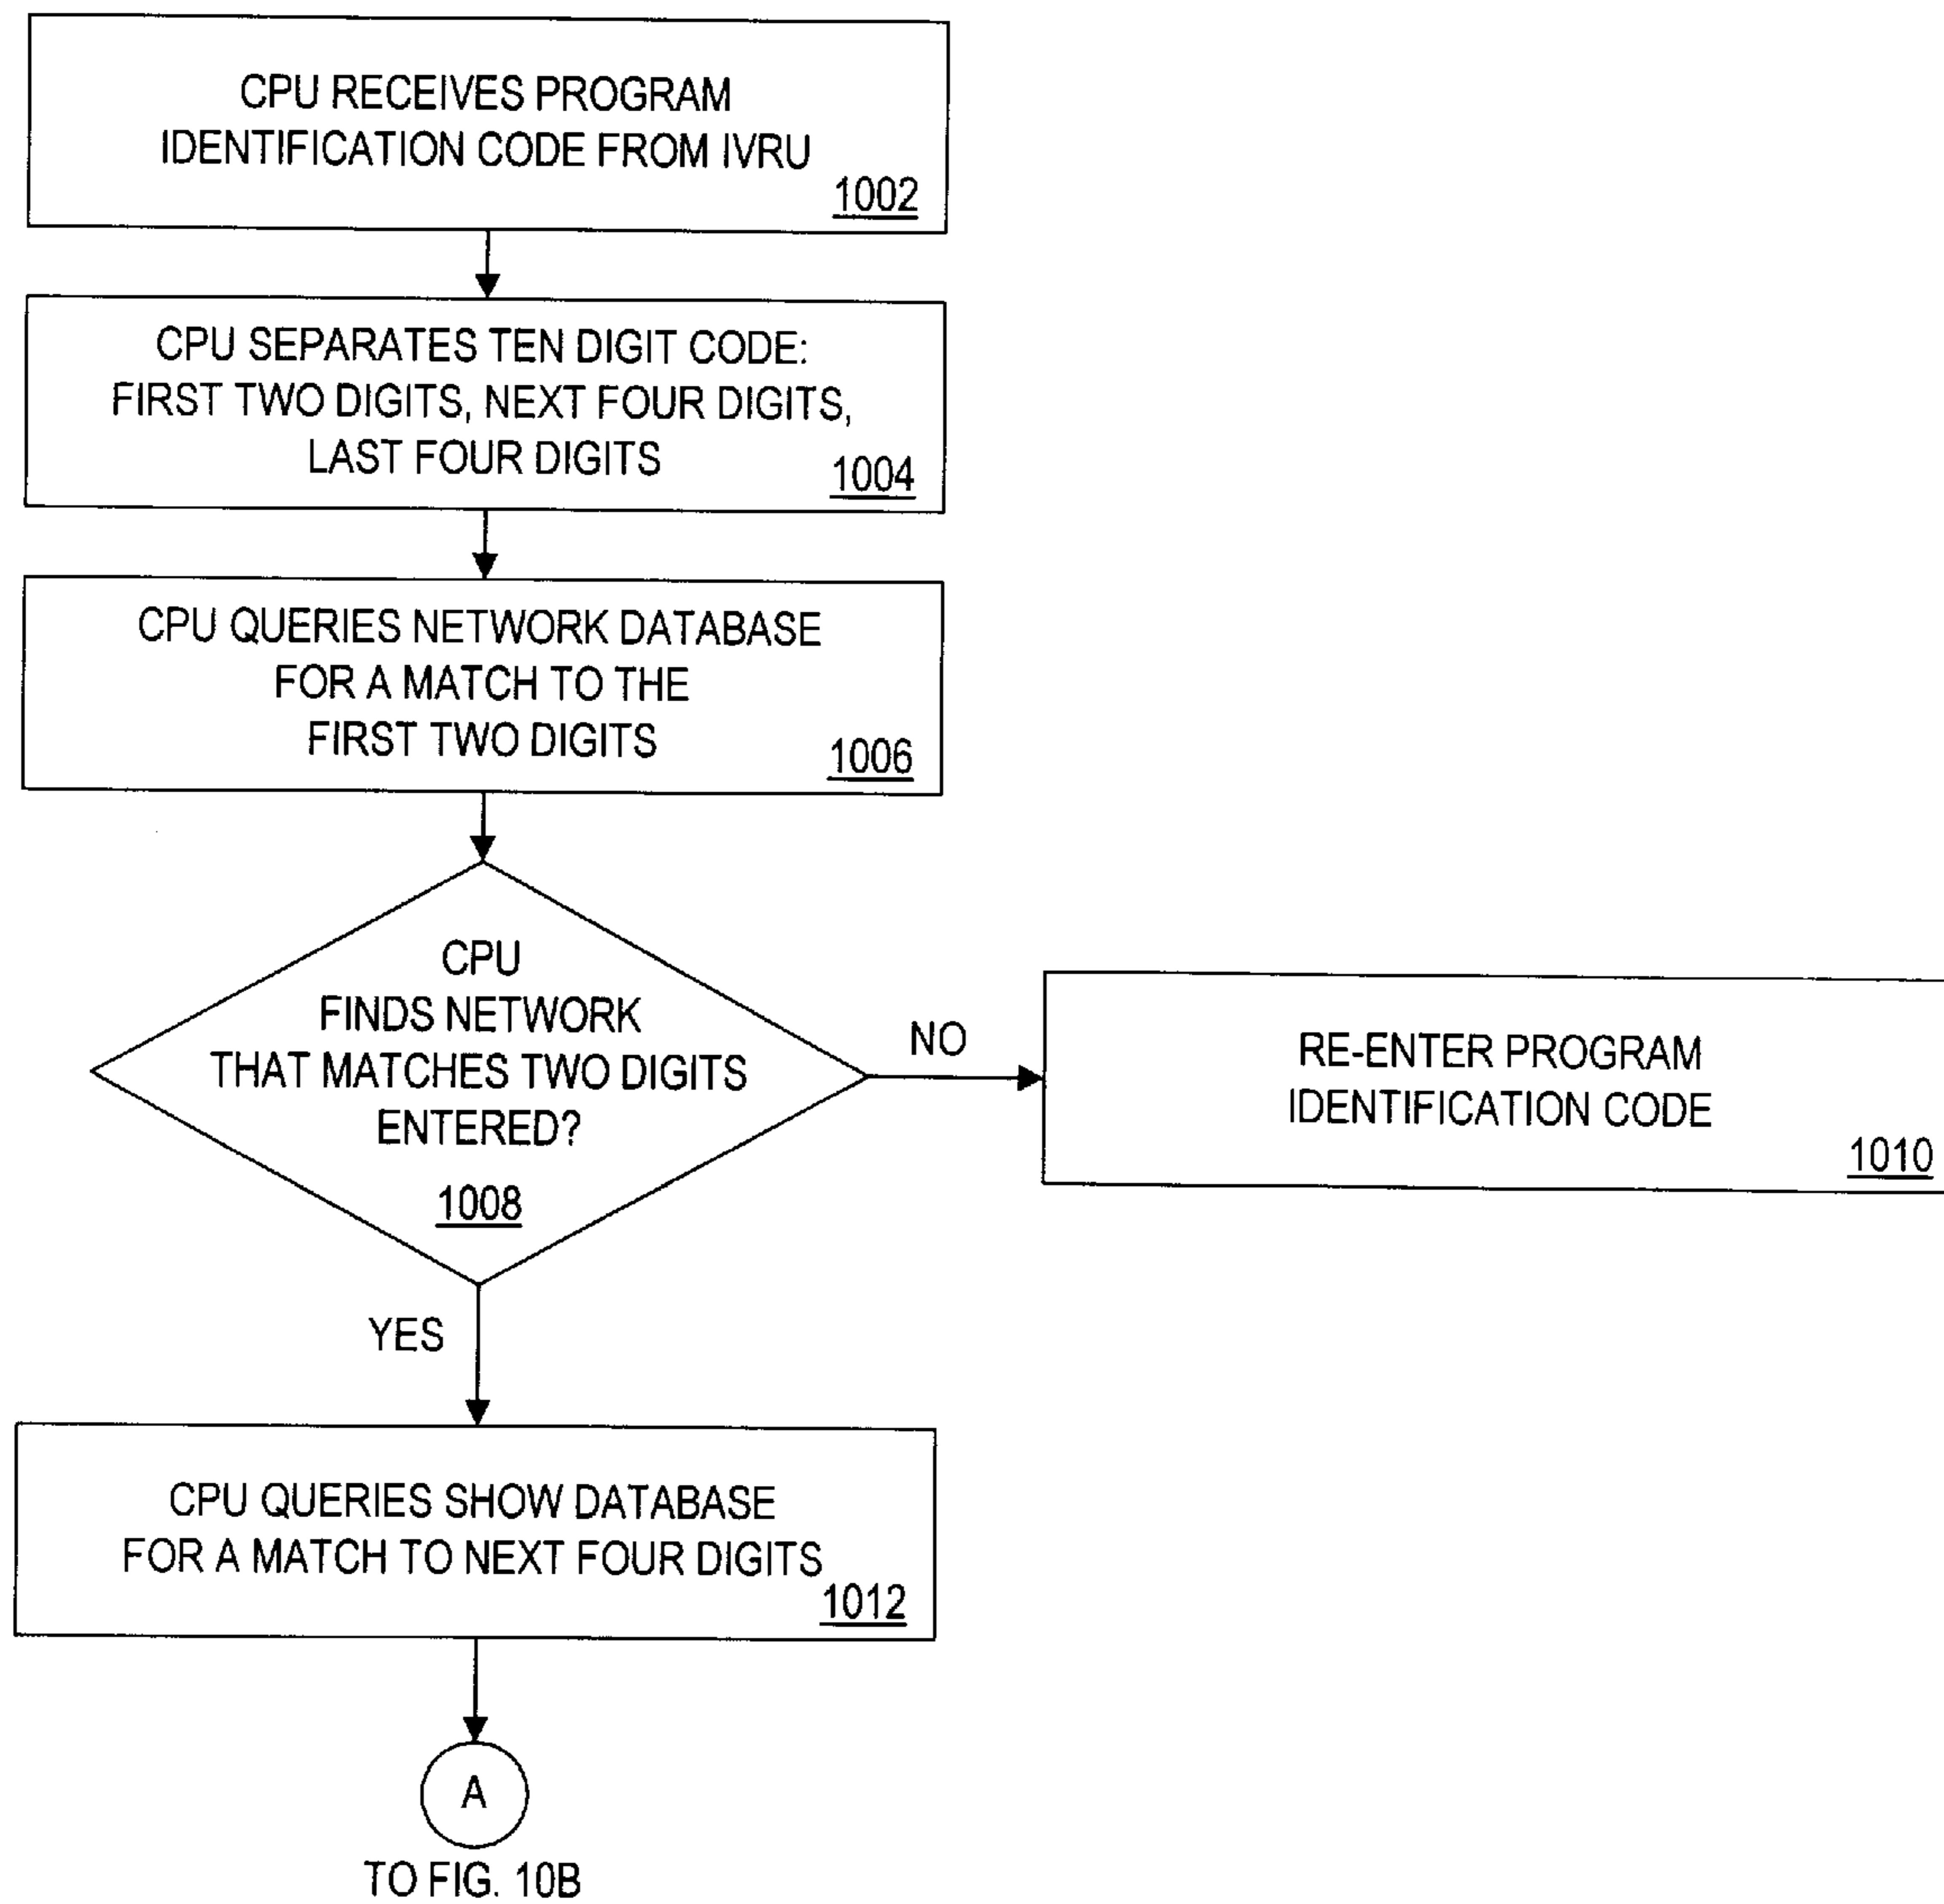 CPU RECEIVES PROGRAM
IDENTIFICATION CODE FROM IVRU
1002
CPU SEPARATES TEN DIGIT CODE:
FIRST TWO DIGITS, NEXT FOUR DIGITS,
LAST FOUR DIGITS
1004
CPU QUERIES NETWORK DATABASE
FOR A MATCH TO THE
FIRST TWO DIGITS
1006
CPU
FINDS NETWORK
THAT MATCHES TWO DIGITS
ENTERED?
1008
NO
RE-ENTER PROGRAM
IDENTIFICATION CODE
1010
YES
CPU QUERIES SHOW DATABASE
FOR A MATCH TO NEXT FOUR DIGITS
1012
A
TO FIG. 10B